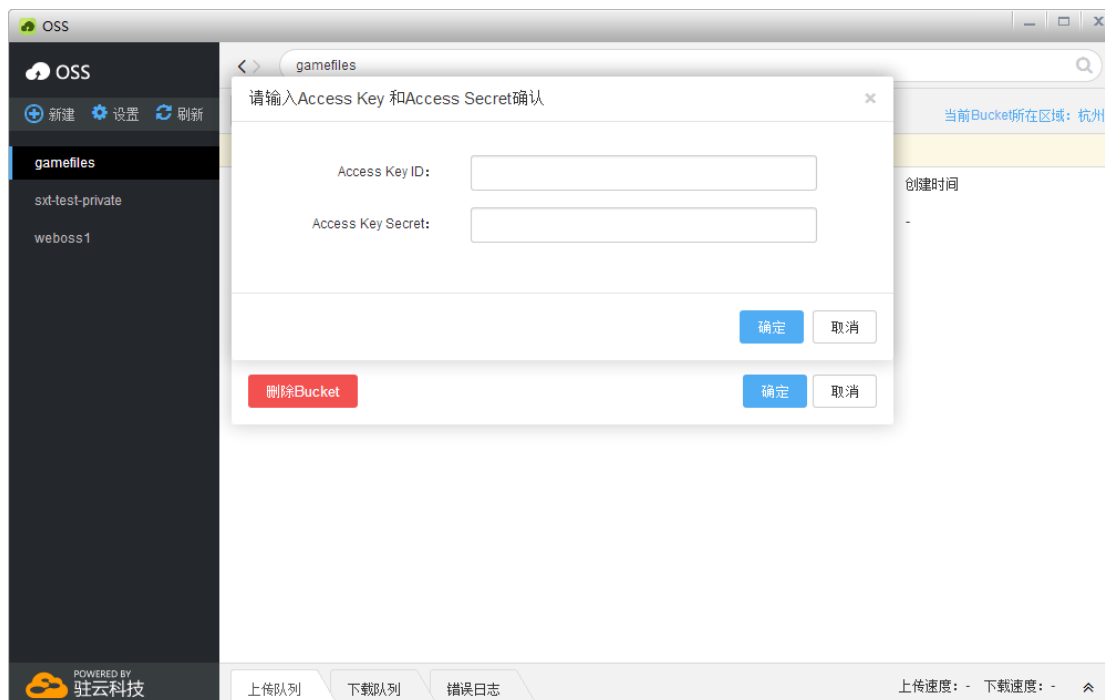 OSS
OSS
gamefiles
新建 设置 刷新
当前Bucket所在区域：杭州
gamefiles
sxt-test-private
weboss1
请输入Access Key 和Access Secret确认
Access Key ID：
Access Key Secret：
确定 取消
删除Bucket 确定 取消
创建时间
-
POWERED BY
驻云科技
上传队列 下载队列 错误日志
上传速度：- 下载速度：-